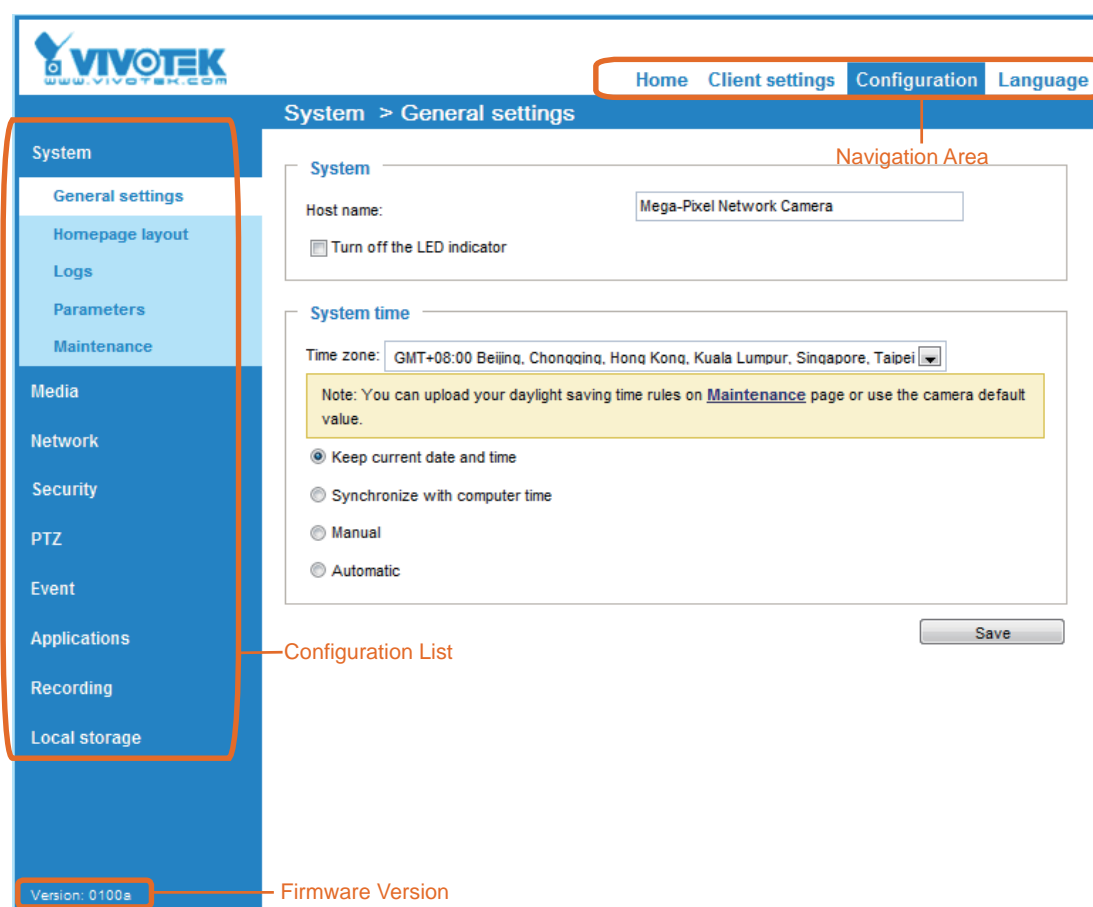 VIVOTEK
www.vivotek.com
Home Client settings Configuration Language
System > General settings
Navigation Area
System
General settings
Homepage layout
Logs
Parameters
Maintenance
Media
Network
Security
PTZ
Event
Applications
Recording
Local storage
Version: 0100a
System
Host name: Mega-Pixel Network Camera
Turn off the LED indicator
System time
Time zone: GMT+08:00 Beijing, Chongqing, Hong Kong, Kuala Lumpur, Singapore, Taipei
Note: You can upload your daylight saving time rules on Maintenance page or use the camera default
value.
Keep current date and time
Synchronize with computer time
Manual
Automatic
Save
Configuration List
Firmware Version